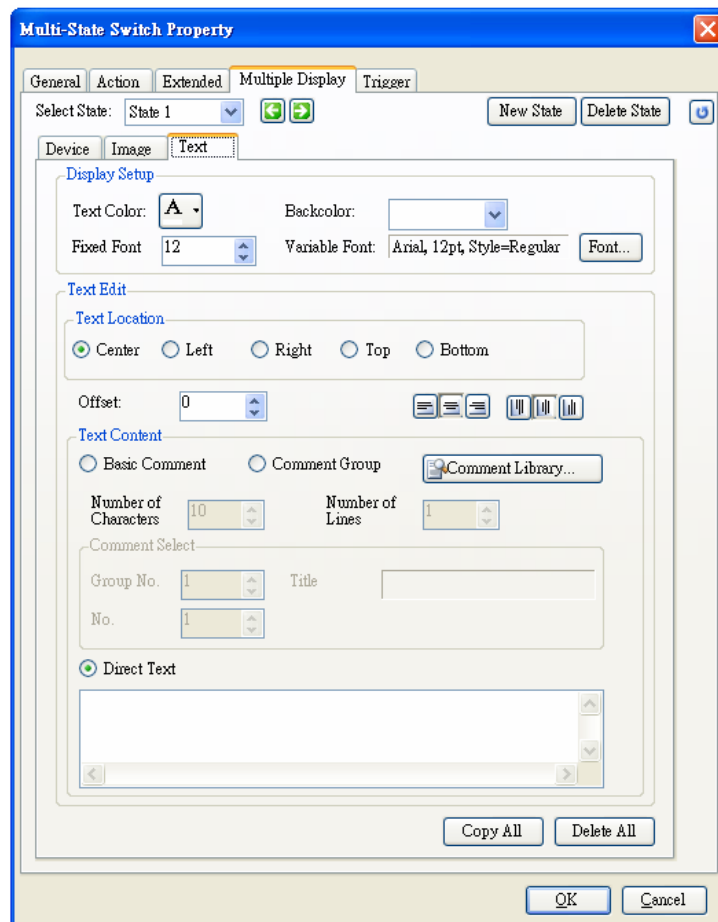 Multi-State Switch Property
General Action Extended Multiple Display Trigger
Select State: State 1 New State Delete State
Device Image Text
Display Setup
Text Color: A Backcolor:
Fixed Font 12 Variable Font: Arial, 12pt, Style=Regular Font...
Text Edit
Text Location
Center Left Right Top Bottom
Offset: 0
Text Content
Basic Comment Comment Group Comment Library...
Number of Characters 10 Number of Lines 1
Comment Select
Group No. 1 Title
No. 1
Direct Text
Copy All Delete All
OK Cancel